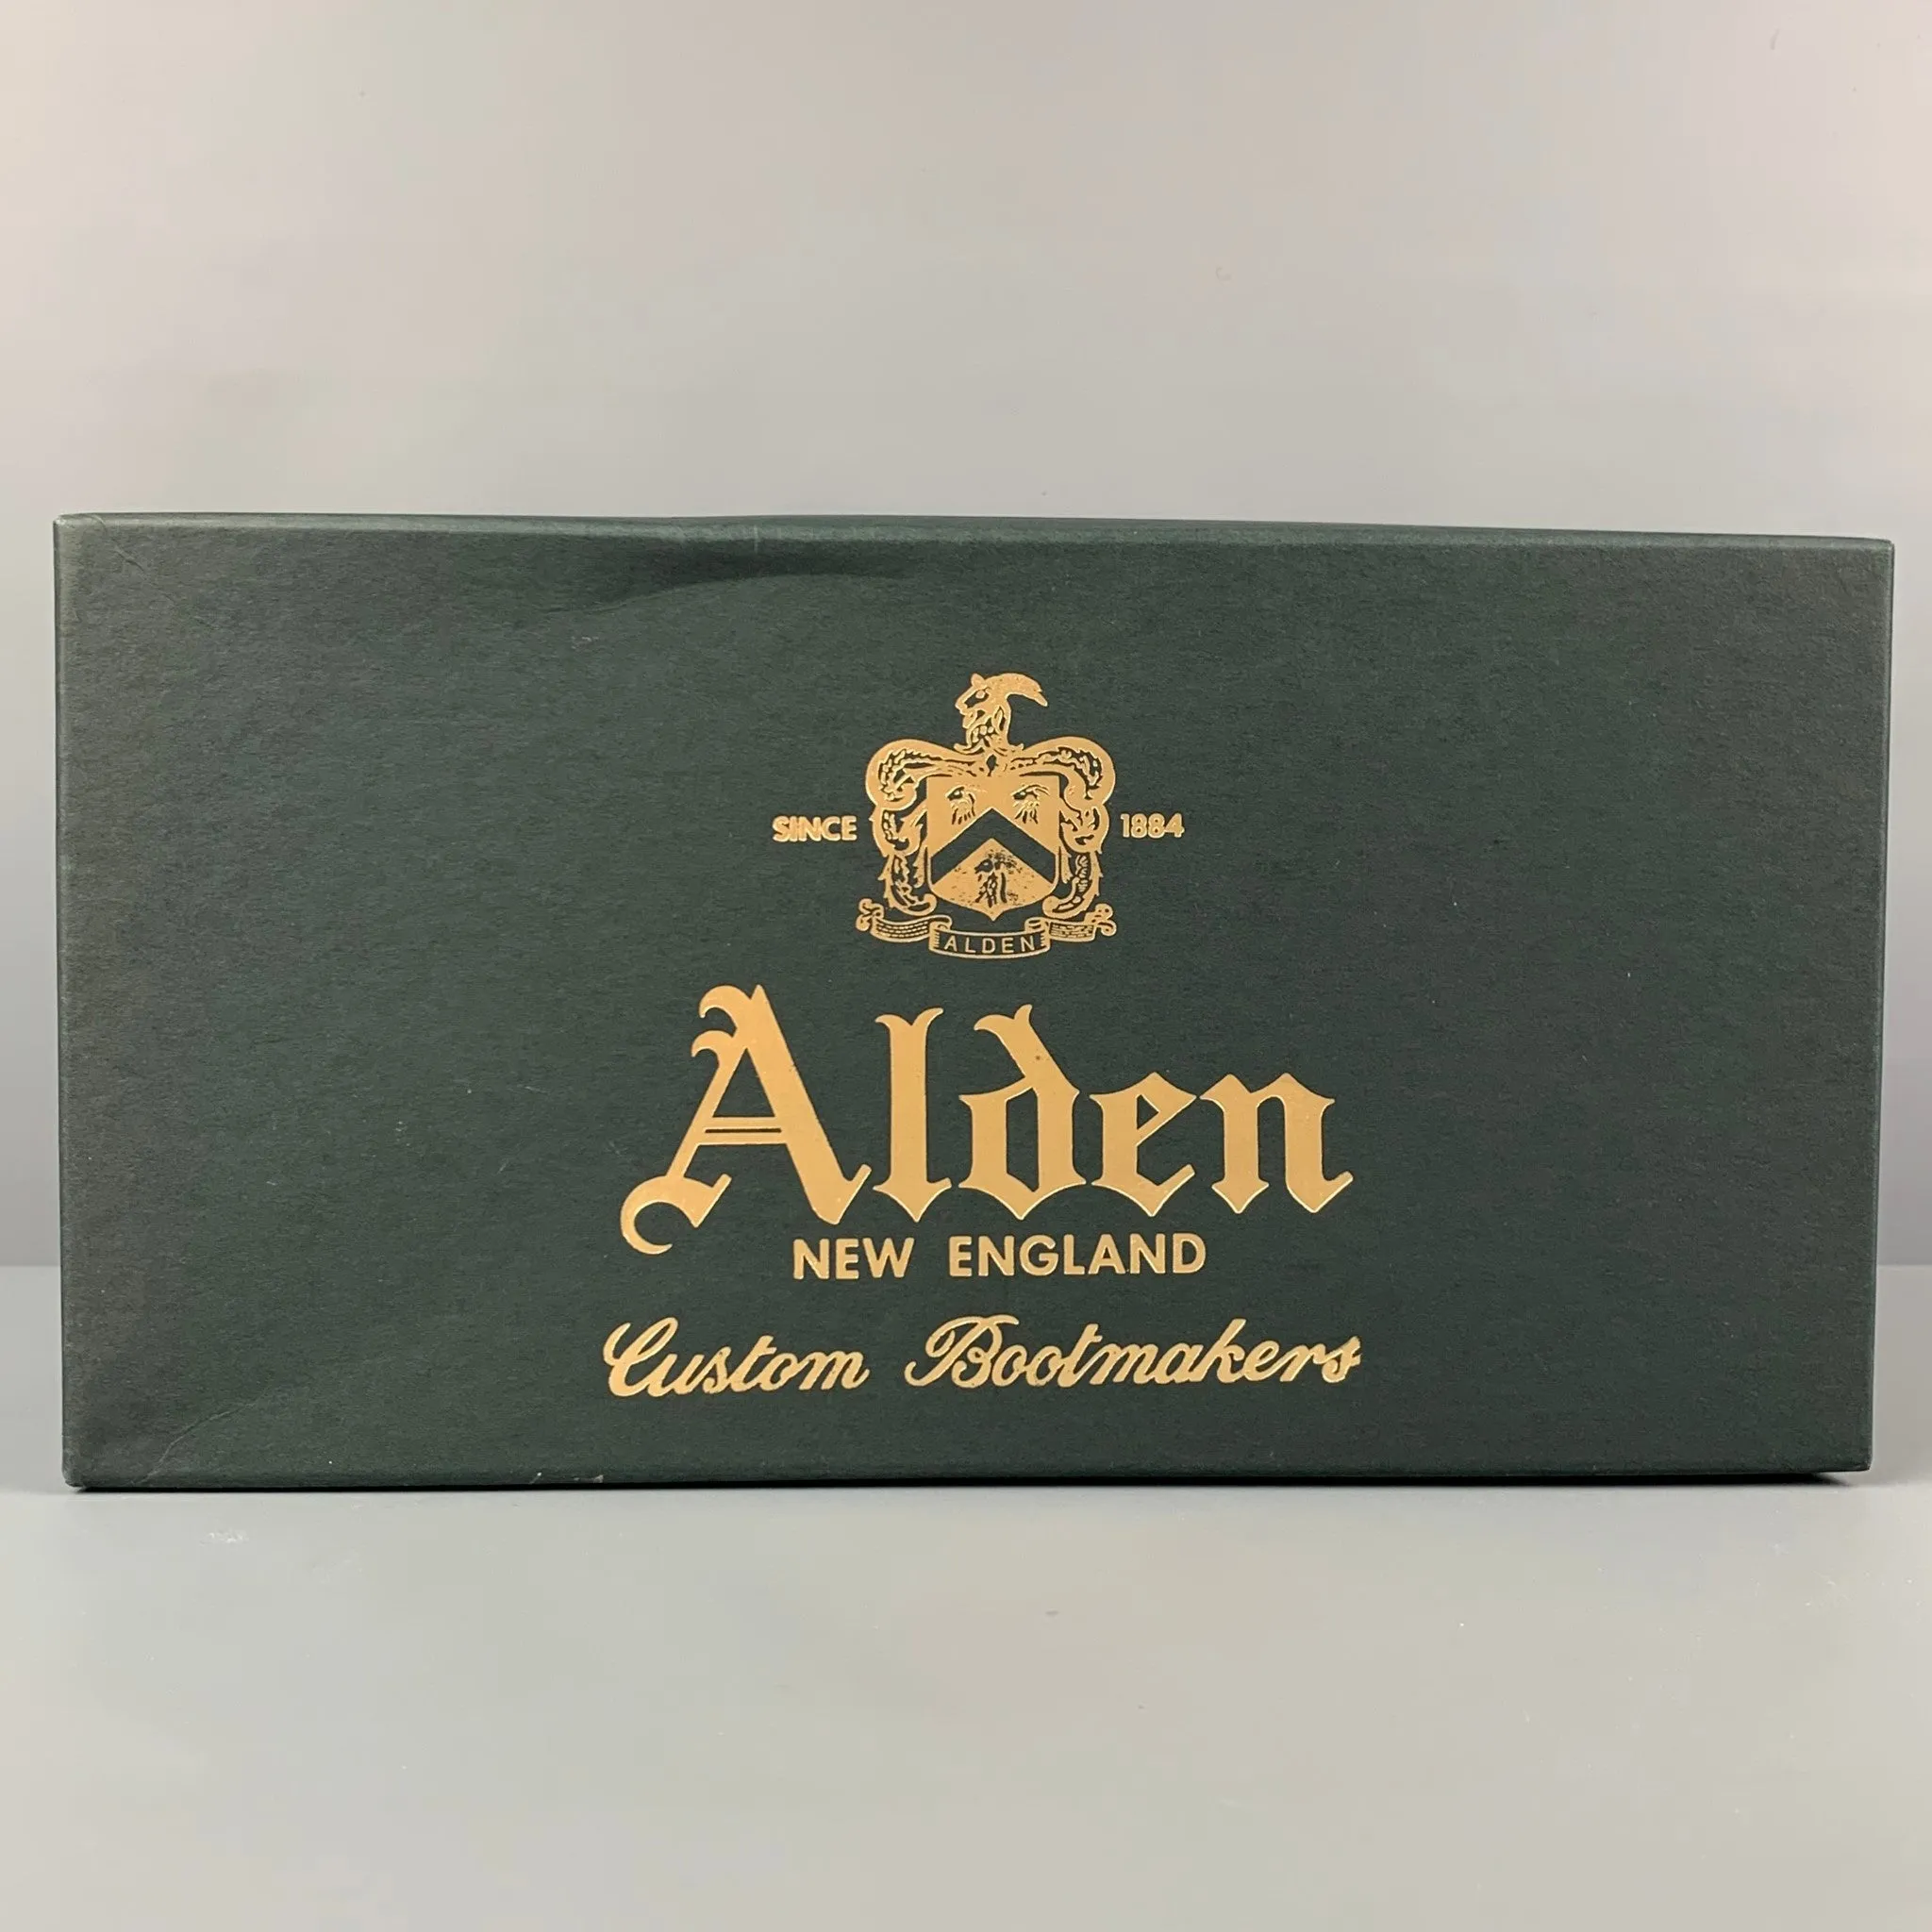 SINCE 1884
ALDEN
Alden
NEW ENGLAND
Custom Bootmakers